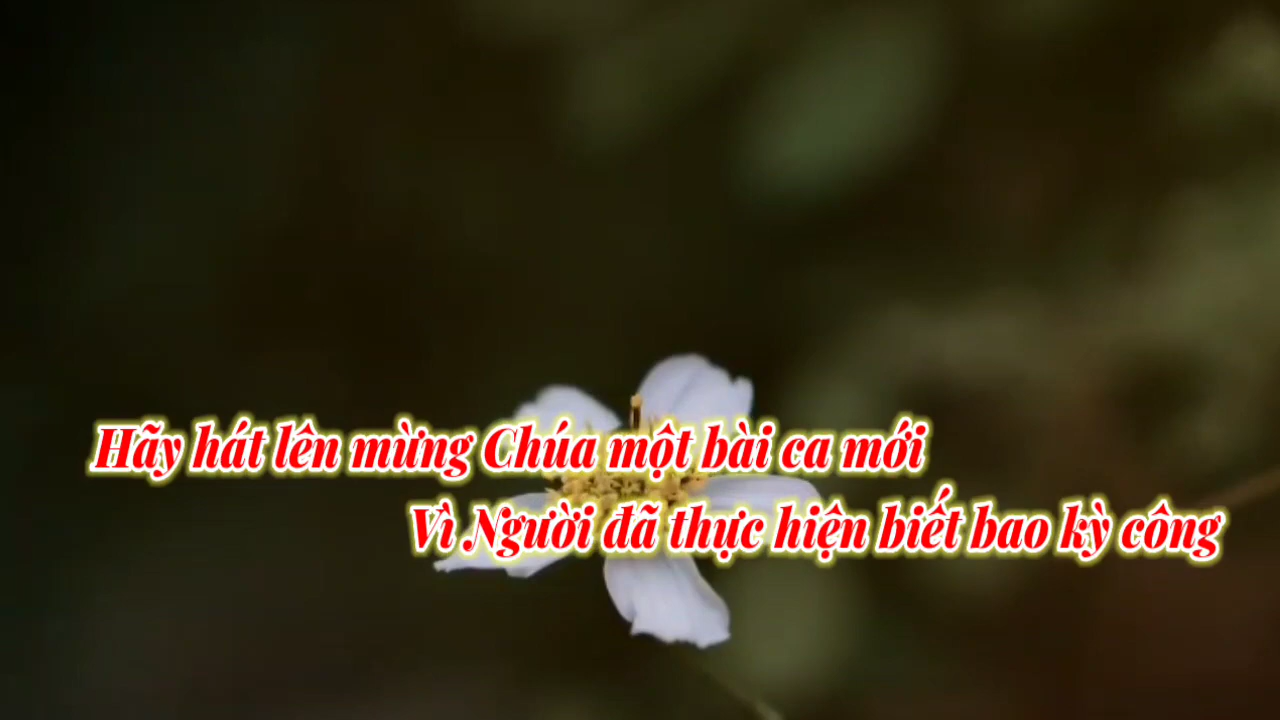 Hãy hát lên mừng Chúa một bài ca mới
Vì Người đã thực hiện biết bao kỳ công